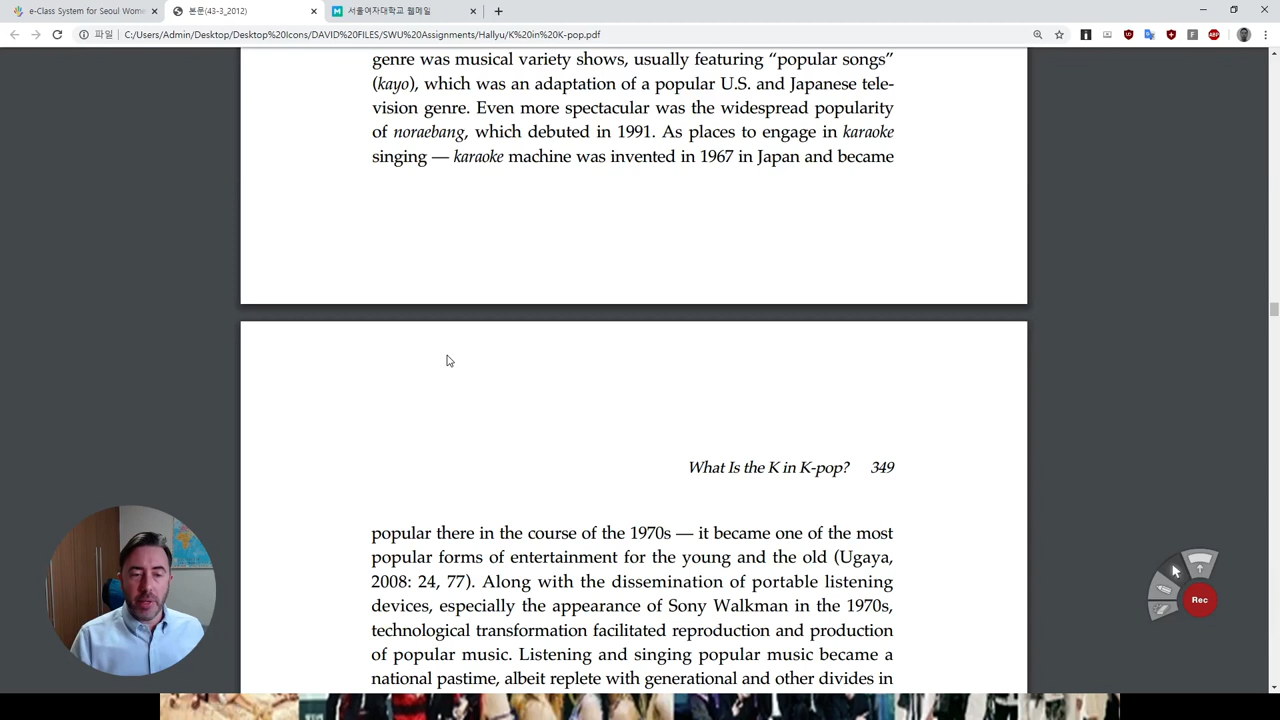 e-Class System for Seoul Wome
본문(43-3_2012)
서울여자대학교 웹메일
파일
C:/Users/Admin/Desktop/Desktop%20Icons/DAVID%20FILES/SWU%20Assignments/Hallyu/K%20in%20K-pop.pdf
genre was musical variety shows, usually featuring “popular songs”
(kayo), which was an adaptation of a popular U.S. and Japanese tele-
vision genre. Even more spectacular was the widespread popularity
of noraebang, which debuted in 1991. As places to engage in karaoke
singing — karaoke machine was invented in 1967 in Japan and became
What Is the K in K-pop? 349
popular there in the course of the 1970s — it became one of the most
popular forms of entertainment for the young and the old (Ugaya,
2008: 24, 77). Along with the dissemination of portable listening
devices, especially the appearance of Sony Walkman in the 1970s,
technological transformation facilitated reproduction and production
of popular music. Listening and singing popular music became a
national pastime, albeit replete with generational and other divides in
Rec